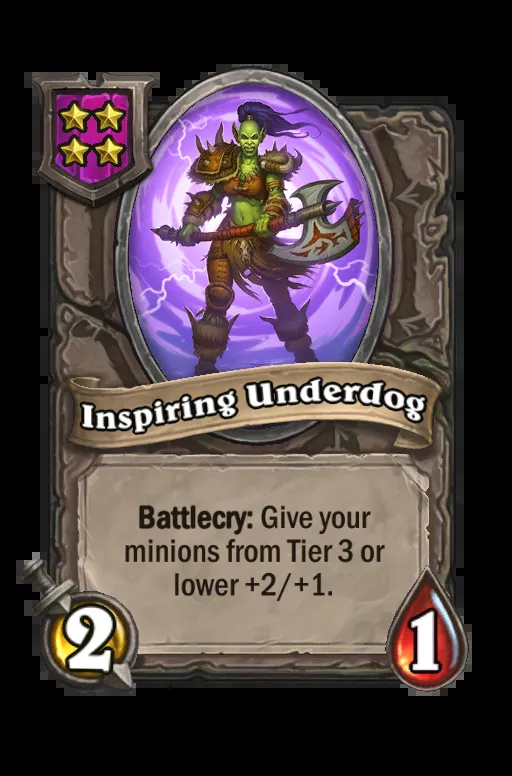 Inspiring Underdog
Battlecry: Give your
minions from Tier 3 or
lower +2/+1.
2
1